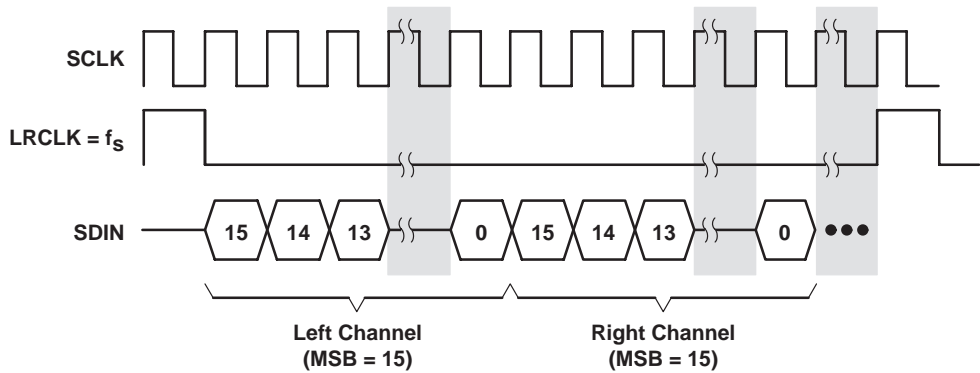 SCLK
LRCLK = fs
SDIN
15 14 13 0 15 14 13 0 •••
Left Channel
(MSB = 15)
Right Channel
(MSB = 15)